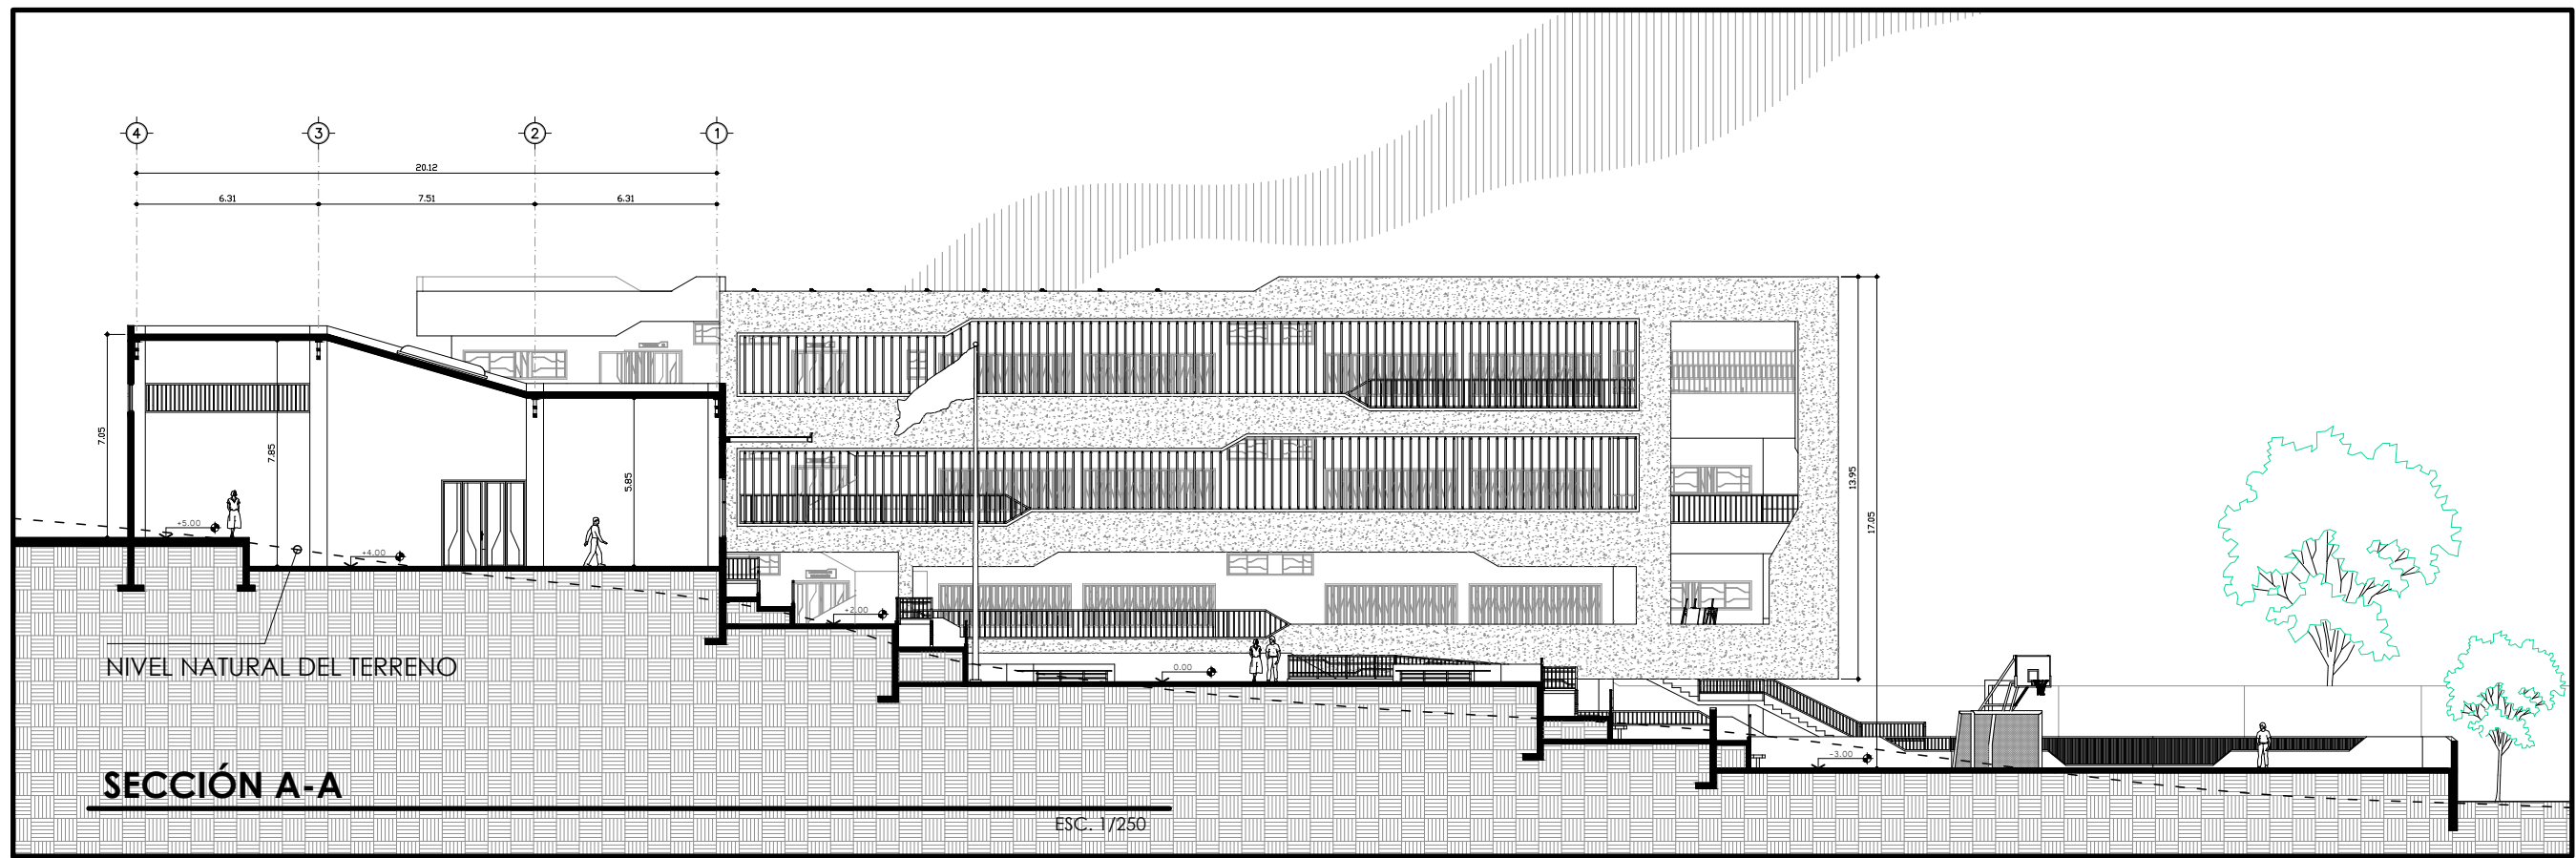 4 3 2 1
20.12
6.31 7.51 6.31
7.05
7.85
5.85
13.95
17.05
+5.00
+4.00
+2.00
0.00
-3.00
NIVEL NATURAL DEL TERRENO
SECCIÓN A-A
ESC. 1/250